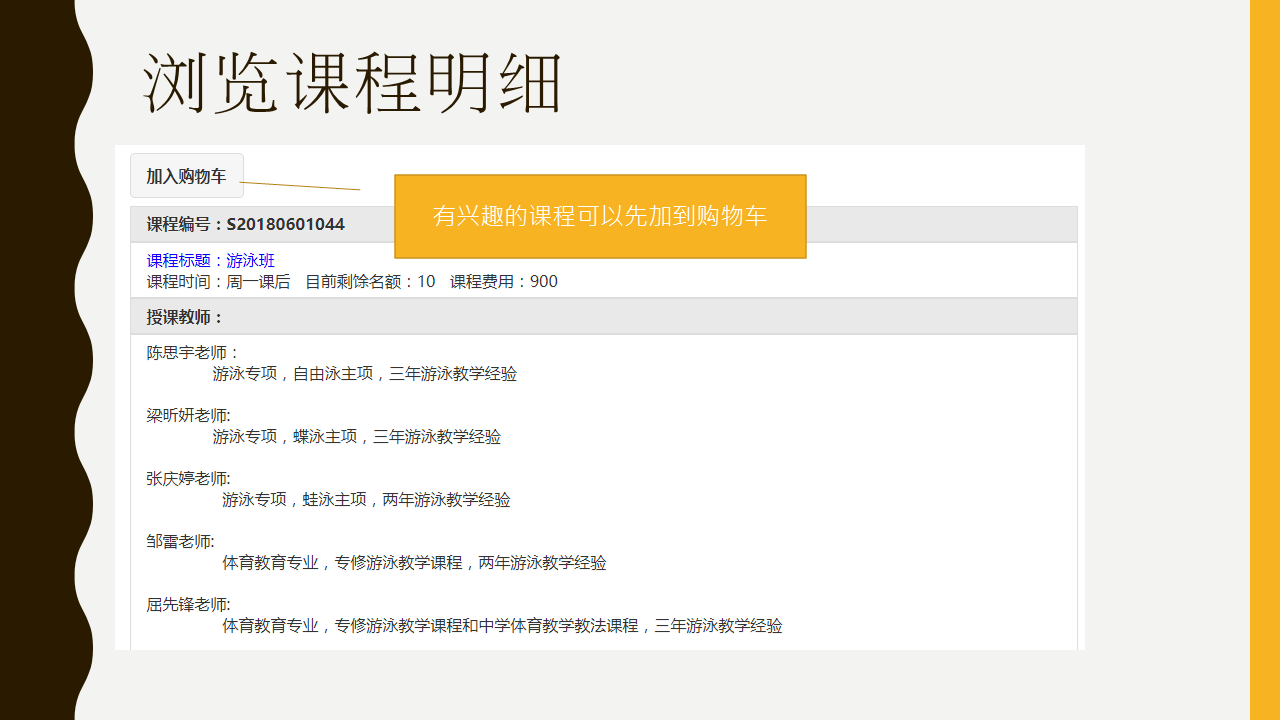 浏览课程明细
加入购物车
有兴趣的课程可以先加到购物车
课程编号：S20180601044
课程标题：游泳班
课程时间：周一课后 目前剩馀名额：10 课程费用：900
授课教师：
陈思宇老师：
游泳专项，自由泳主项，三年游泳教学经验
梁昕妍老师:
游泳专项，蝶泳主项，三年游泳教学经验
张庆婷老师:
游泳专项，蛙泳主项，两年游泳教学经验
邹雷老师:
体育教育专业，专修游泳教学课程，两年游泳教学经验
屈先锋老师:
体育教育专业，专修游泳教学课程和中学体育教学教法课程，三年游泳教学经验